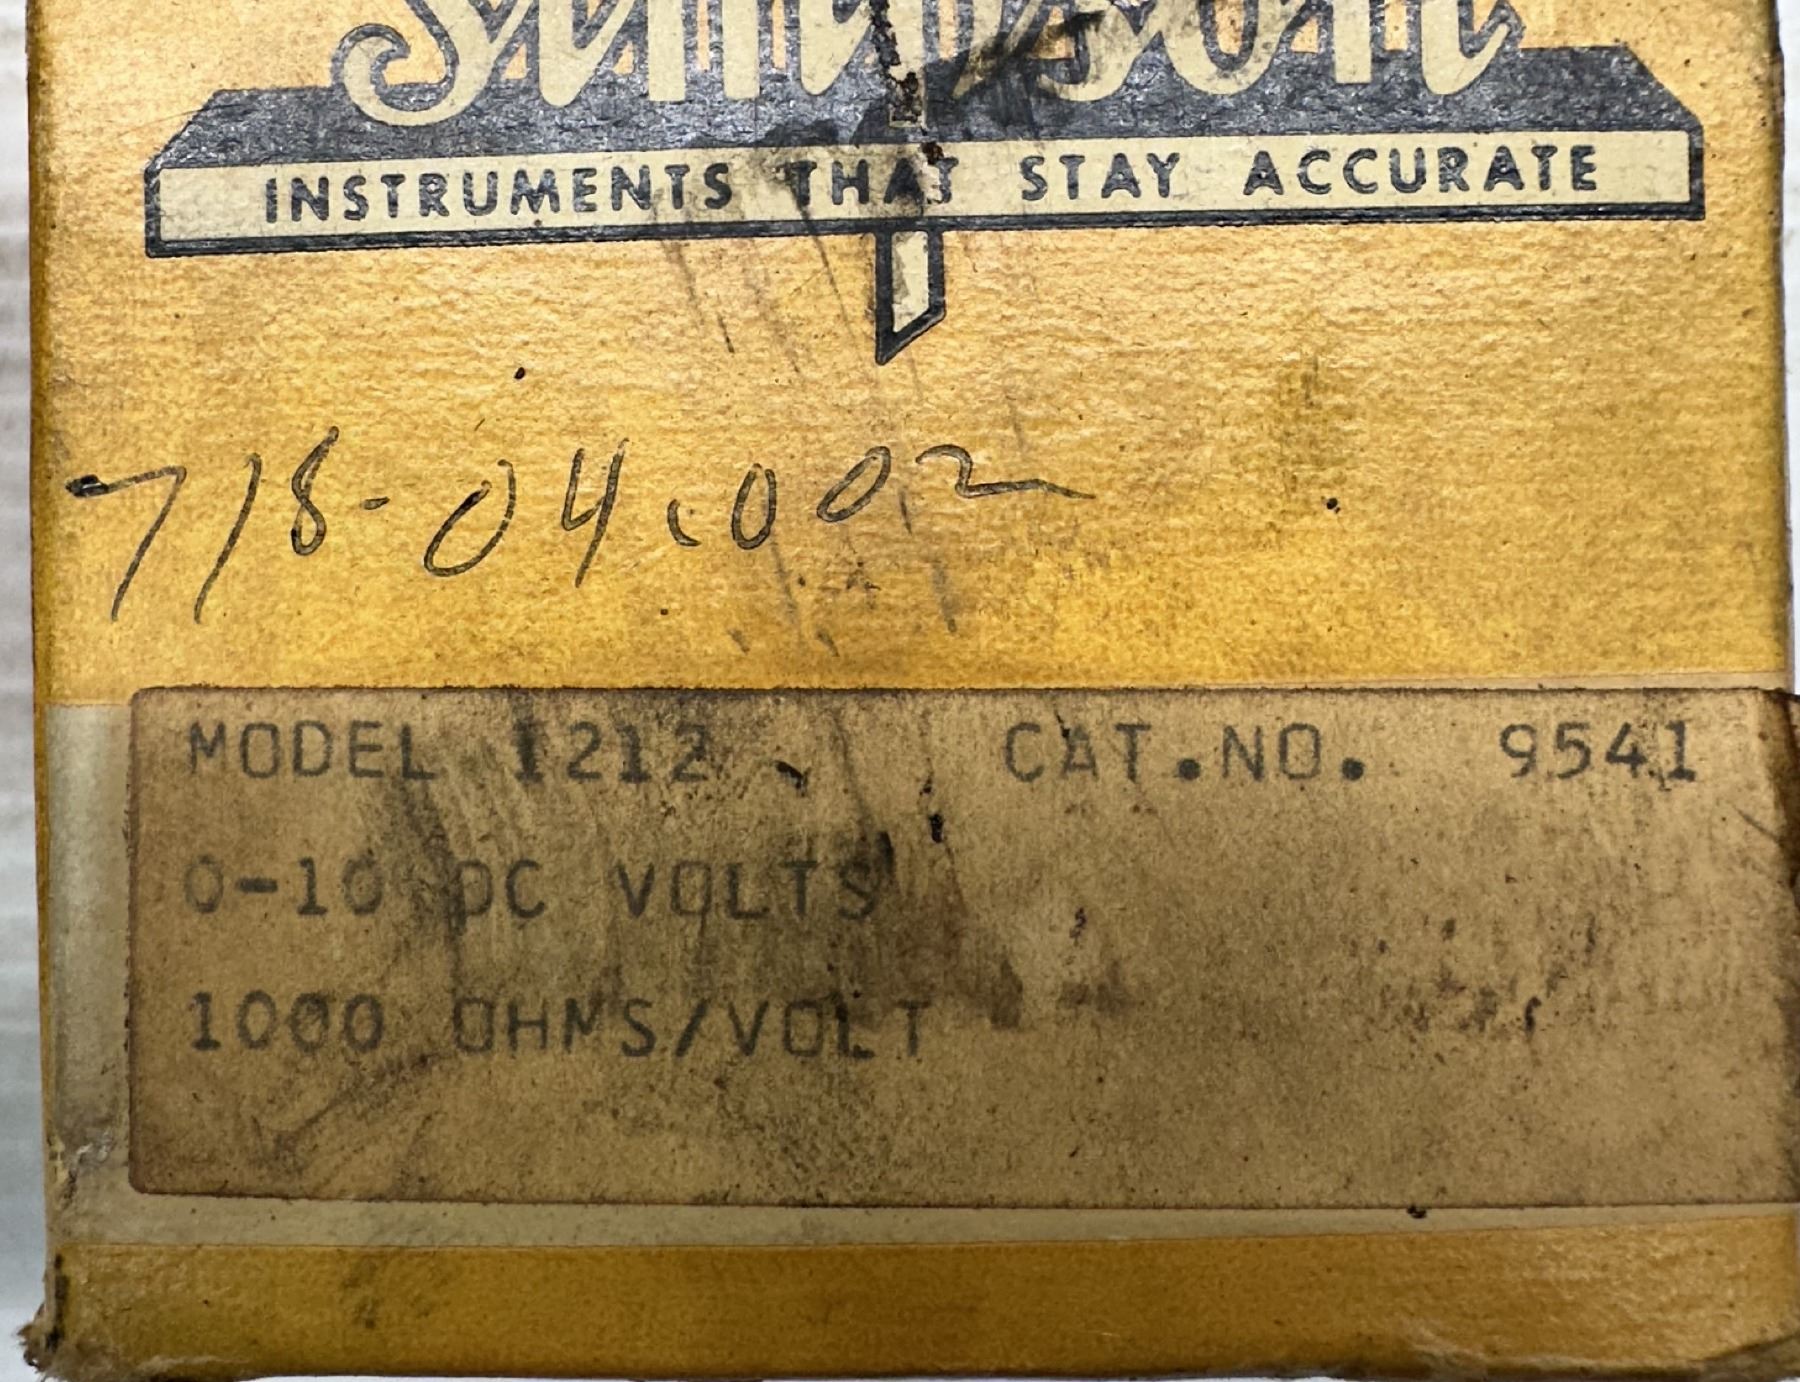 Simpson
INSTRUMENTS THAT STAY ACCURATE
718-04.002
MODEL 1212 CAT.NO. 9541
0-10 DC VOLTS
1000 OHMS/VOLT